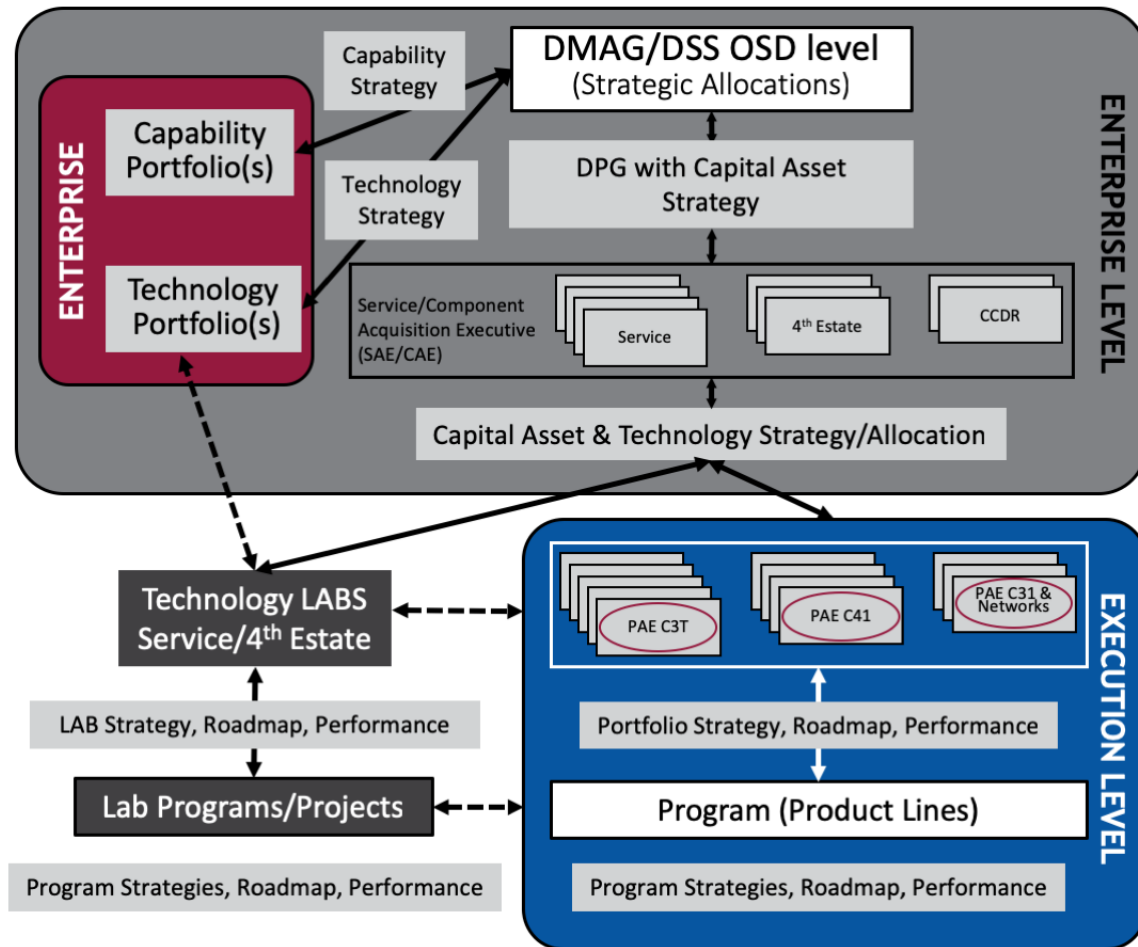 DMAG/DSS OSD level
(Strategic Allocations)
Capability
Strategy
ENTERPRISE LEVEL
ENTERPRISE
Capability
Portfolio(s)
Technology
Strategy
DPG with Capital Asset
Strategy
Technology
Portfolio(s)
Service/Component
Acquisition Executive
(SAE/CAE)
Service
4th Estate
CCDR
Capital Asset & Technology Strategy/Allocation
Technology LABS
Service/4th Estate
PAE C3T
PAE C41
PAE C31 &
Networks
EXECUTION LEVEL
LAB Strategy, Roadmap, Performance
Portfolio Strategy, Roadmap, Performance
Lab Programs/Projects
Program (Product Lines)
Program Strategies, Roadmap, Performance
Program Strategies, Roadmap, Performance